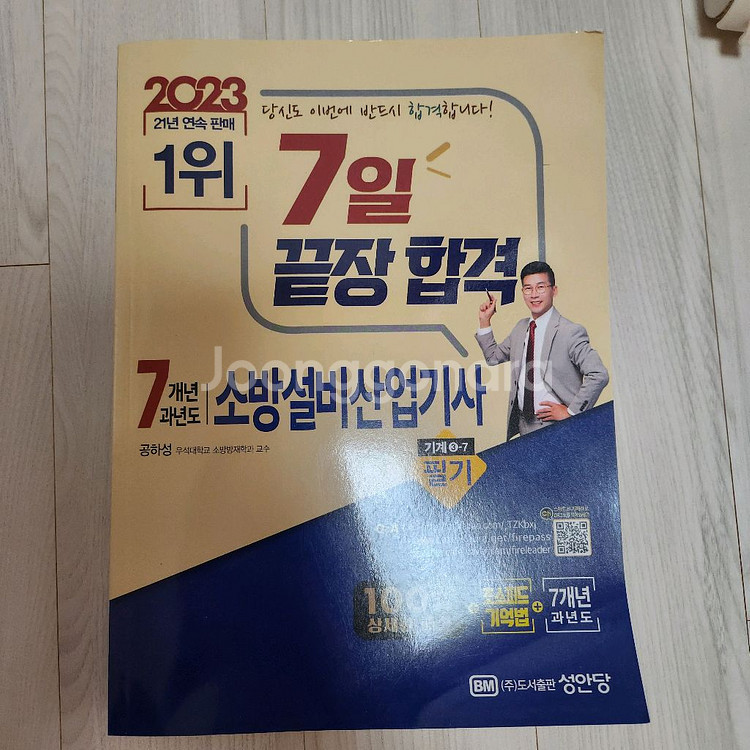 2023
21년 연속 판매
1위
당신도 이번에 반드시 합격합니다!
7일
끝장 합격
7개년 과년도
소방설비산업기사
공하성 우석대학교 소방방재학과 교수
기계③-7
필기
Joonggonara
/firepass
/fireleader
기억법
+
7개년
과년도
BM (주)도서출판 성안당